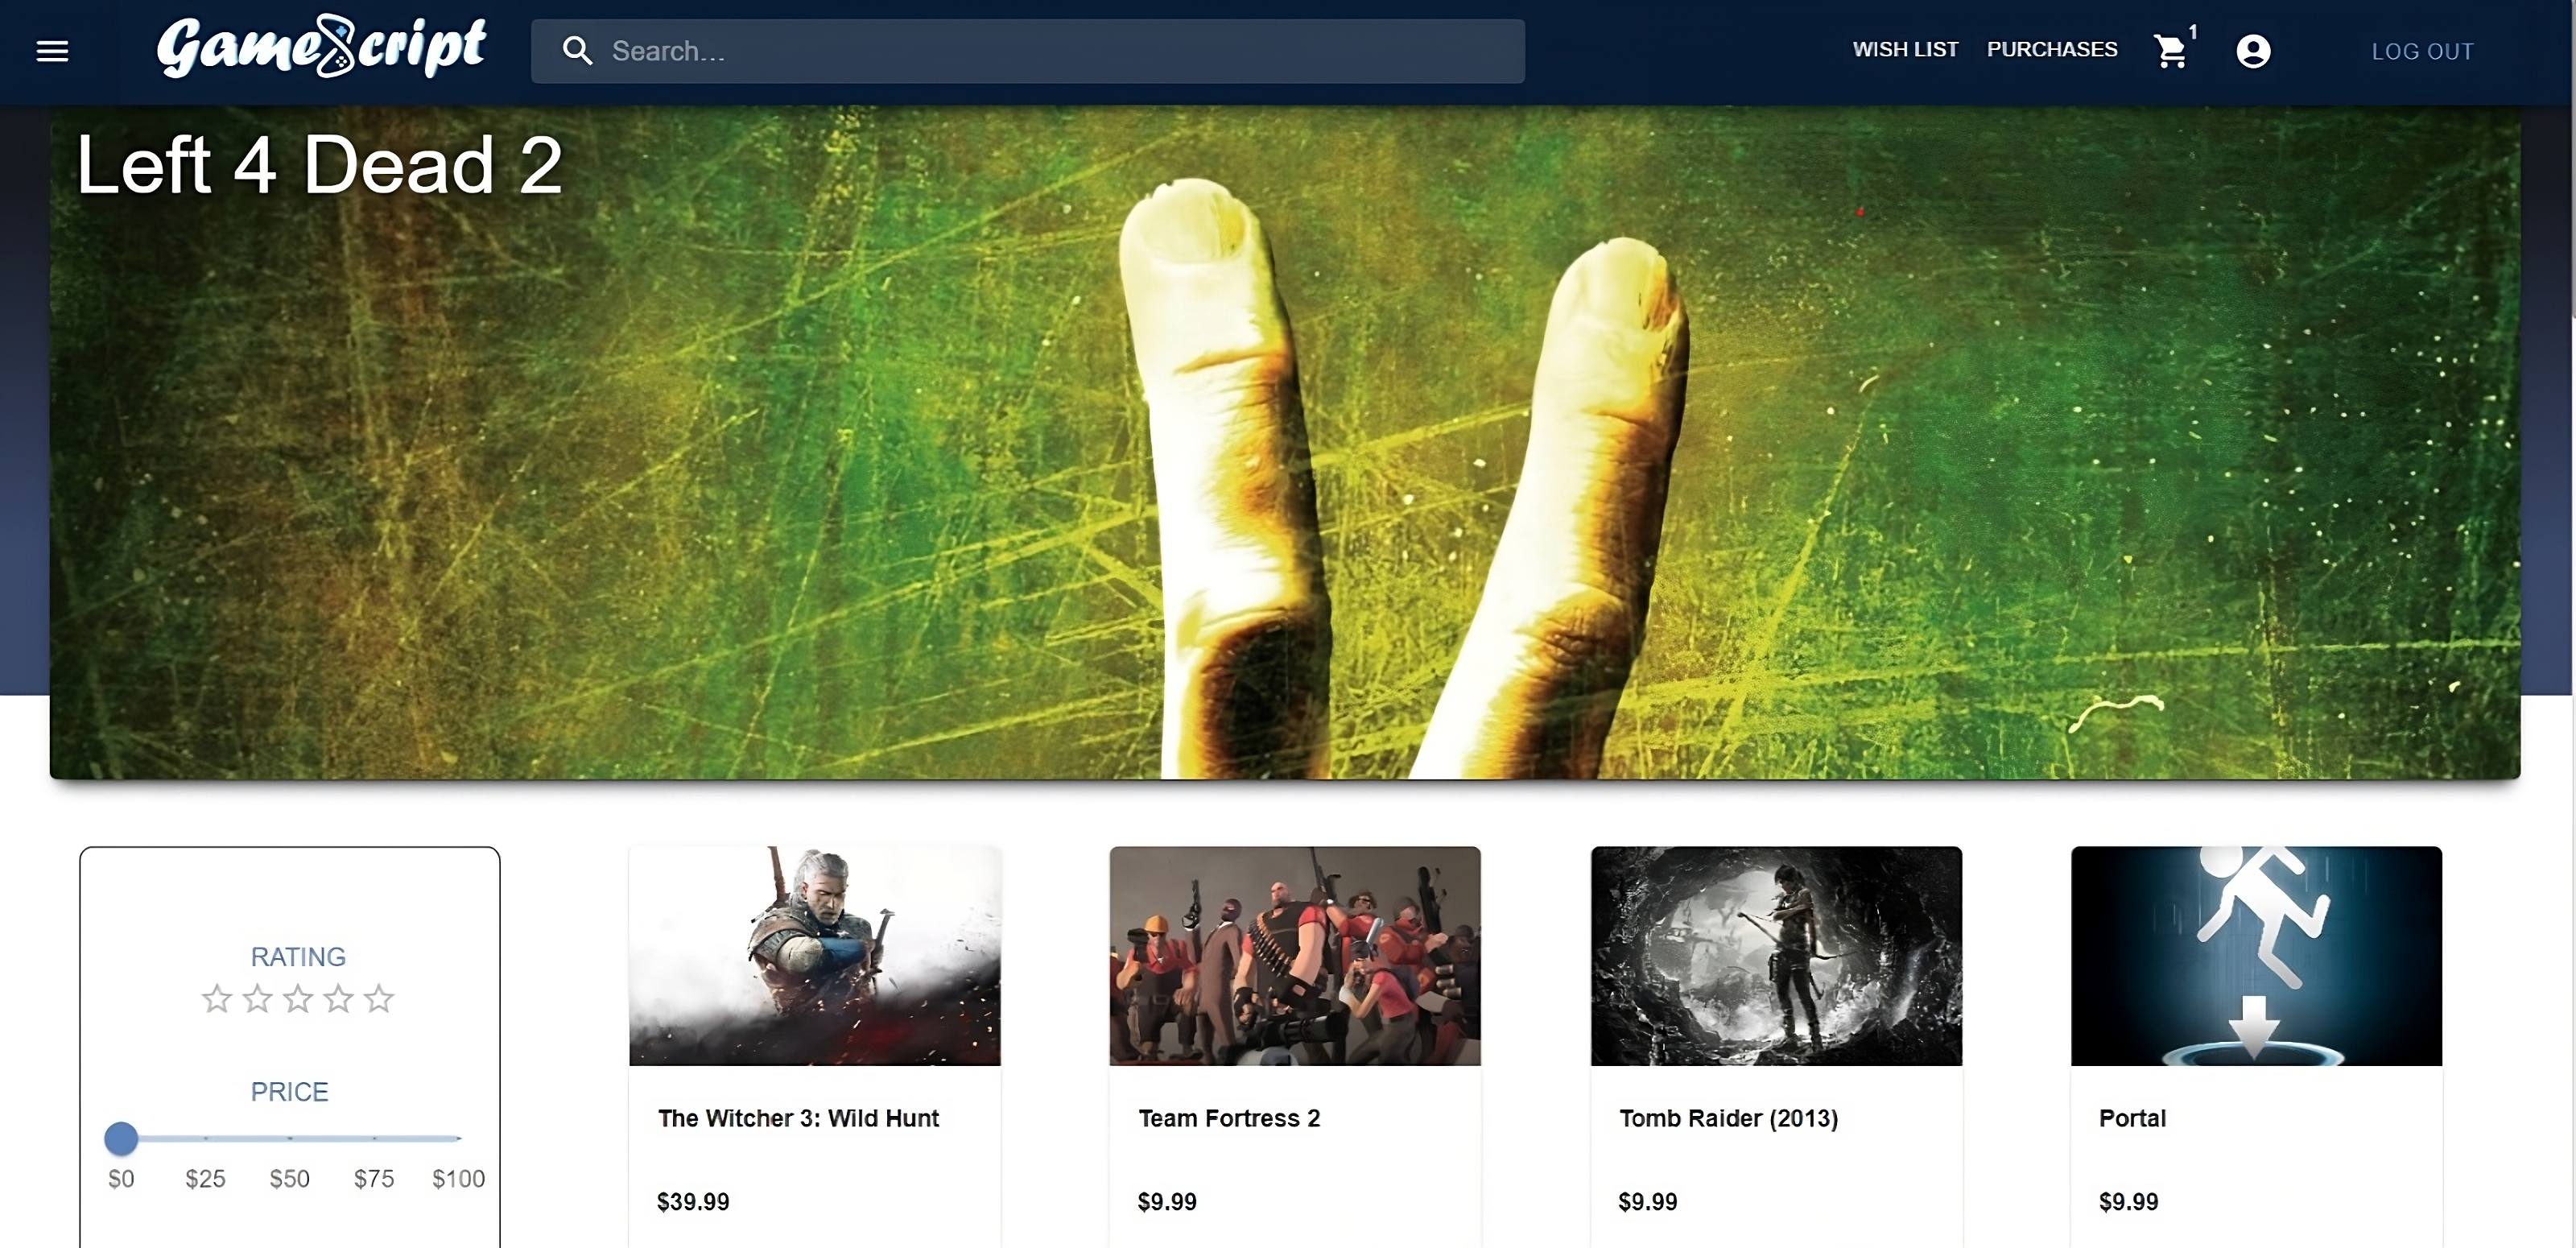 GameScript
Search...
WISH LIST PURCHASES 1 LOG OUT
Left 4 Dead 2
RATING
PRICE
$0 $25 $50 $75 $100
The Witcher 3: Wild Hunt
$39.99
Team Fortress 2
$9.99
Tomb Raider (2013)
$9.99
Portal
$9.99